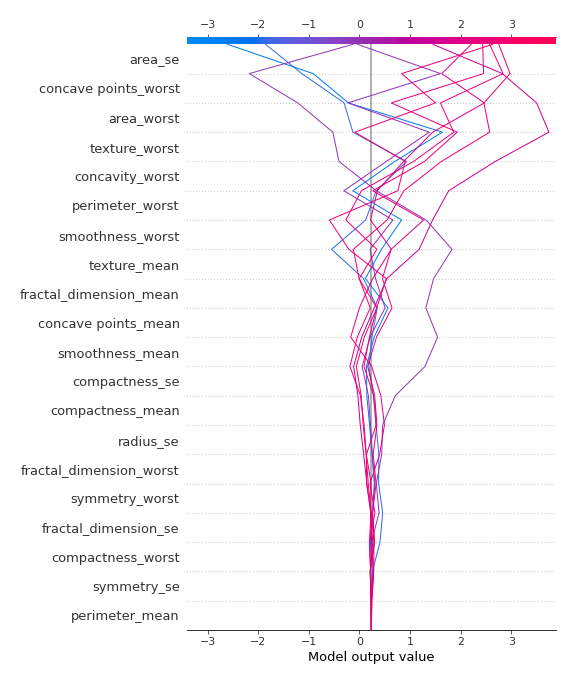 −3 −2 −1 0 1 2 3
area_se
concave points_worst
area_worst
texture_worst
concavity_worst
perimeter_worst
smoothness_worst
texture_mean
fractal_dimension_mean
concave points_mean
smoothness_mean
compactness_se
compactness_mean
radius_se
fractal_dimension_worst
symmetry_worst
fractal_dimension_se
compactness_worst
symmetry_se
perimeter_mean
−3 −2 −1 0 1 2 3
Model output value